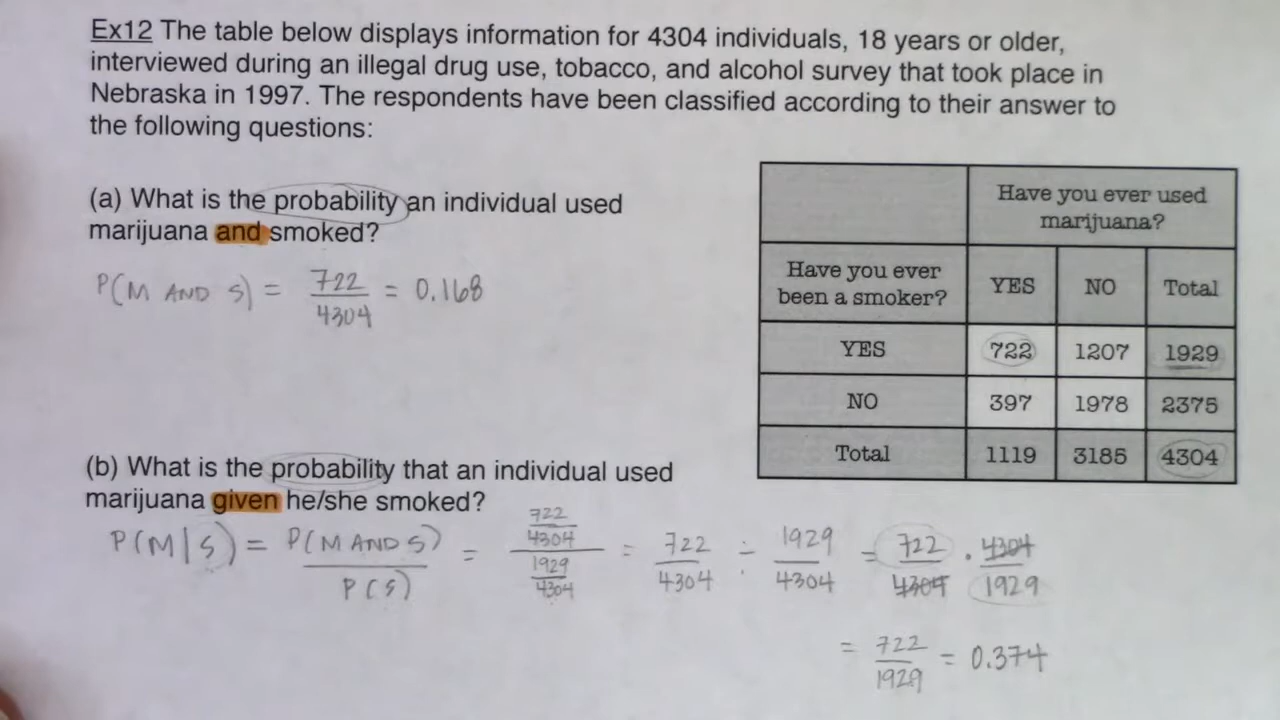 Ex12 The table below displays information for 4304 individuals, 18 years or older,
interviewed during an illegal drug use, tobacco, and alcohol survey that took place in
Nebraska in 1997. The respondents have been classified according to their answer to
the following questions:
(a) What is the probability an individual used
marijuana and smoked?
P(M AND S) = 722/4304 = 0.168
Have you ever used
marijuana?
Have you ever
been a smoker?
YES NO Total
YES 722 1207 1929
NO 397 1978 2375
Total 1119 3185 4304
(b) What is the probability that an individual used
marijuana given he/she smoked?
P(M|S) = P(M AND S)/P(S) = 722/4304 / 1929/4304 = 722/4304 ÷ 1929/4304 = 722/4304 · 4304/1929
= 722/1929 = 0.374